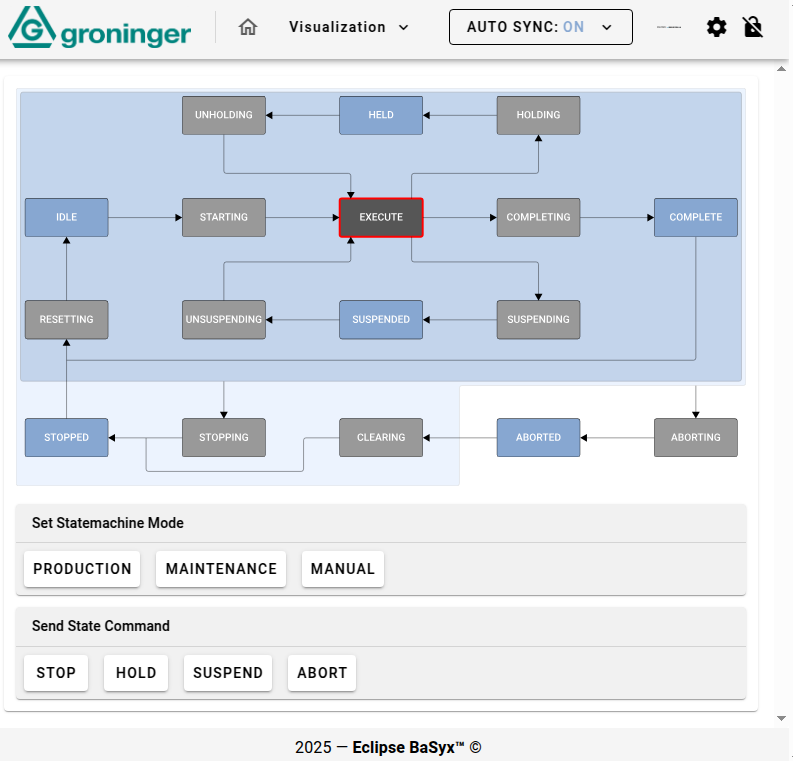 groninger
Visualization
AUTO SYNC: ON
UNHOLDING
HELD
HOLDING
IDLE
STARTING
EXECUTE
COMPLETING
COMPLETE
RESETTING
UNSUSPENDING
SUSPENDED
SUSPENDING
STOPPED
STOPPING
CLEARING
ABORTED
ABORTING
Set Statemachine Mode
PRODUCTION
MAINTENANCE
MANUAL
Send State Command
STOP
HOLD
SUSPEND
ABORT
2025 — Eclipse BaSyx™ ©